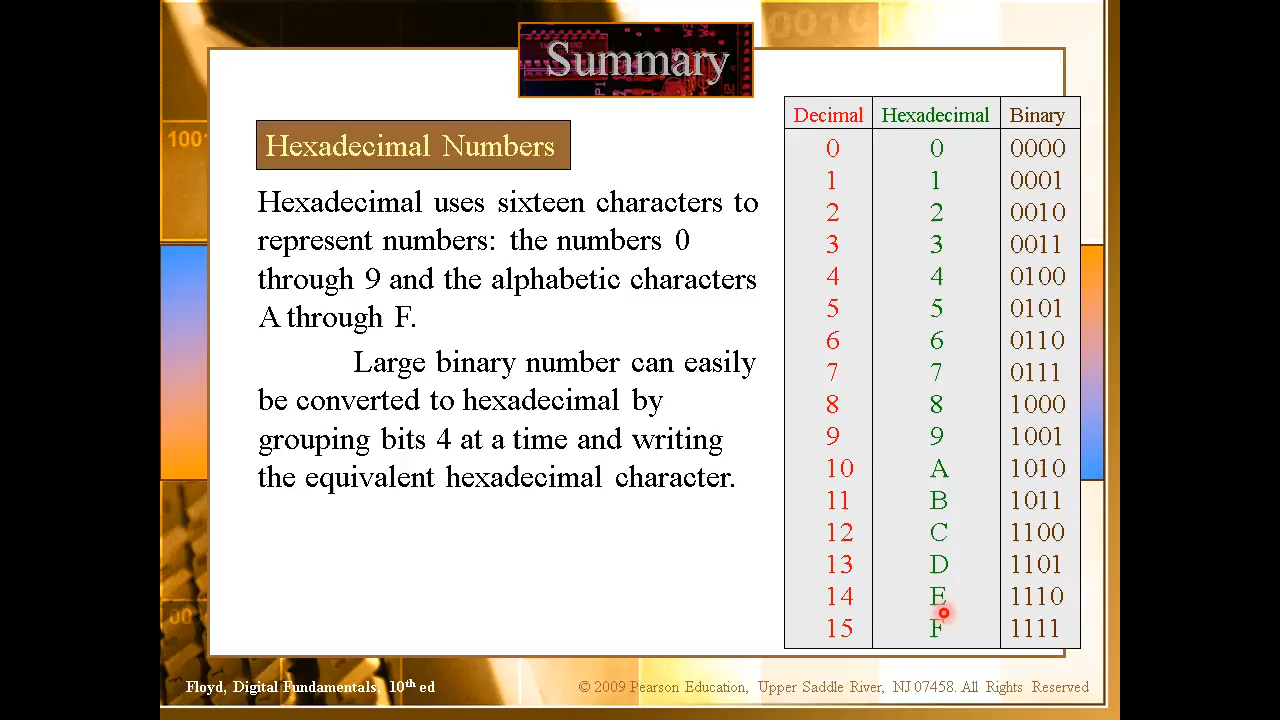 Summary
Hexadecimal Numbers
Hexadecimal uses sixteen characters to
represent numbers: the numbers 0
through 9 and the alphabetic characters
A through F.
Large binary number can easily
be converted to hexadecimal by
grouping bits 4 at a time and writing
the equivalent hexadecimal character.
Decimal Hexadecimal Binary
0 0 0000
1 1 0001
2 2 0010
3 3 0011
4 4 0100
5 5 0101
6 6 0110
7 7 0111
8 8 1000
9 9 1001
10 A 1010
11 B 1011
12 C 1100
13 D 1101
14 E 1110
15 F 1111
Floyd, Digital Fundamentals, 10th ed
© 2009 Pearson Education, Upper Saddle River, NJ 07458. All Rights Reserved